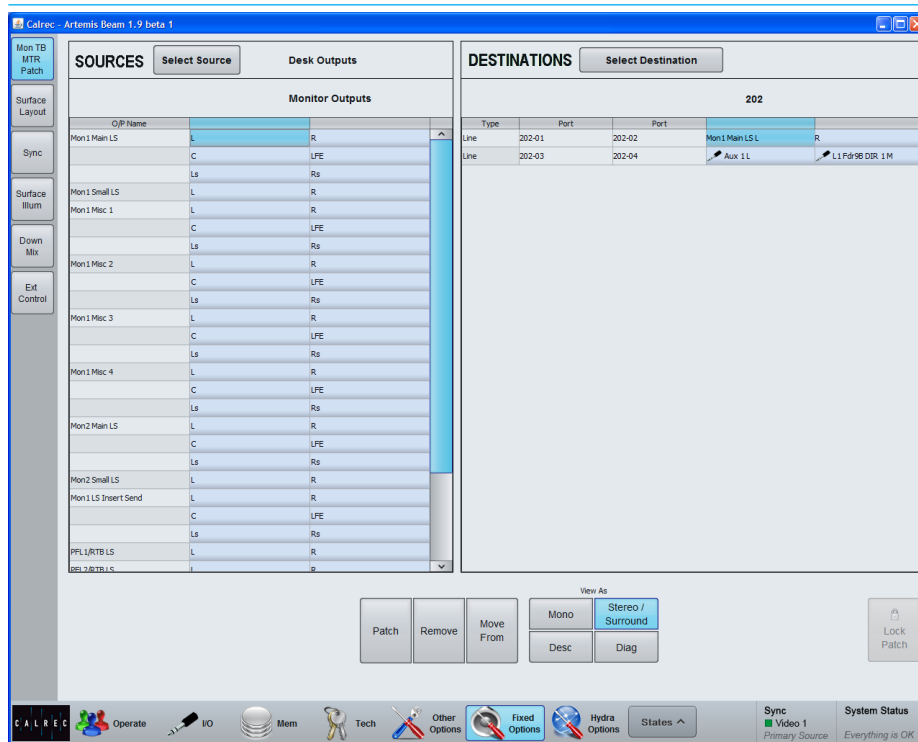 Calrec - Artemis Beam 1.9 beta 1
Mon TB
MTR
Patch
Surface
Layout
Sync
Surface
Illum
Down
Mix
Ext
Control
SOURCES Select Source Desk Outputs
Monitor Outputs
O/P Name
Mon1 Main LS L R
C LFE
Ls Rs
Mon1 Small LS L R
Mon1 Misc 1 L R
C LFE
Ls Rs
Mon1 Misc 2 L R
C LFE
Ls Rs
Mon1 Misc 3 L R
C LFE
Ls Rs
Mon1 Misc 4 L R
C LFE
Ls Rs
Mon2 Main LS L R
C LFE
Ls Rs
Mon2 Small LS L R
Mon1 LS Insert Send L R
C LFE
Ls Rs
PFL1/RTB LS L R
PFL2/RTB LS L R
DESTINATIONS Select Destination
202
Type Port Port
Line 202-01 202-02 Mon1 Main LS L R
Line 202-03 202-04 Aux 1 L L1 Fdr9B DIR 1 M
View As
Patch Remove Move
From
Mono Stereo /
Surround
Desc Diag
Lock
Patch
CALREC Operate I/O Mem Tech Other
Options Fixed
Options Hydra
Options States
Sync
Video 1
Primary Source
System Status
Everything is OK